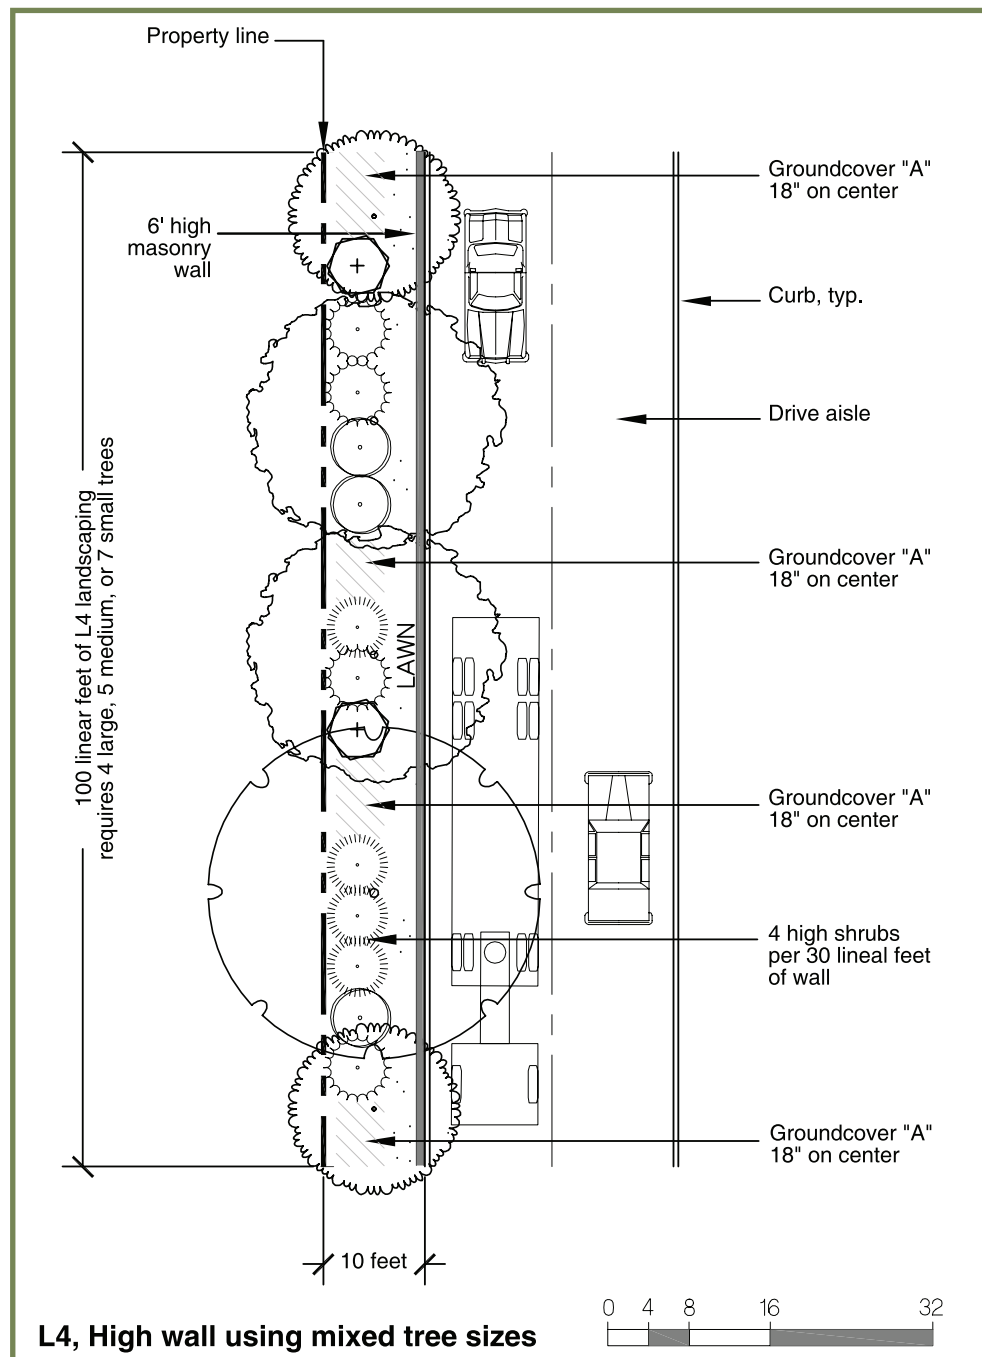 Property line
Groundcover "A"
18" on center
6' high
masonry
wall
Curb, typ.
Drive aisle
100 linear feet of L4 landscaping
requires 4 large, 5 medium, or 7 small trees
Groundcover "A"
18" on center
LAWN
Groundcover "A"
18" on center
4 high shrubs
per 30 lineal feet
of wall
Groundcover "A"
18" on center
10 feet
0 4 8 16 32
L4, High wall using mixed tree sizes